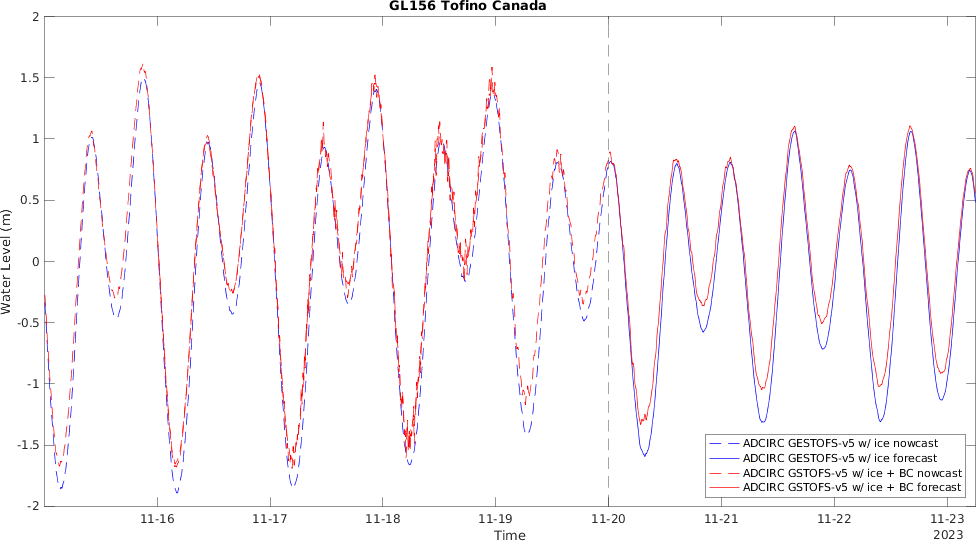 GL156 Tofino Canada
2
1.5
1
0.5
0
-0.5
-1
-1.5
-2
Water Level (m)
ADCIRC GESTOFS-v5 w/ ice nowcast
ADCIRC GESTOFS-v5 w/ ice forecast
ADCIRC GSTOFS-v5 w/ ice + BC nowcast
ADCIRC GSTOFS-v5 w/ ice + BC forecast
11-16 11-17 11-18 11-19 11-20 11-21 11-22 11-23
Time
2023